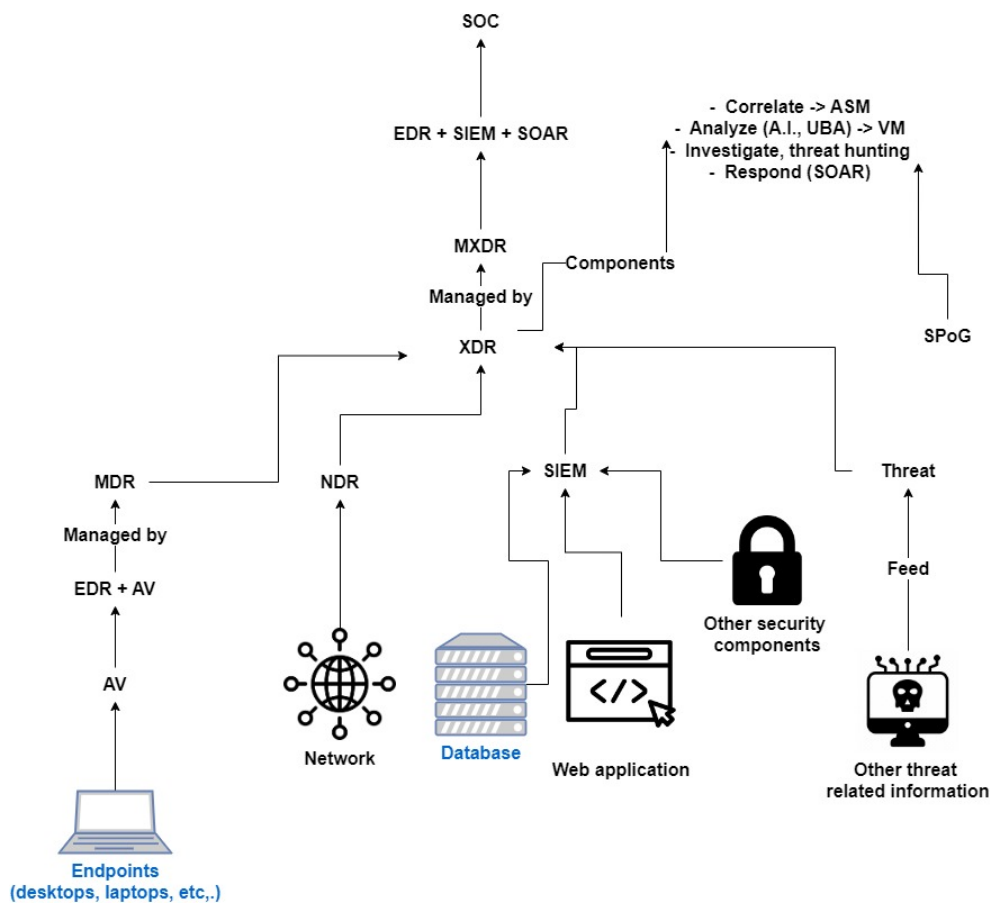 SOC
EDR + SIEM + SOAR
- Correlate -> ASM
- Analyze (A.I., UBA) -> VM
- Investigate, threat hunting
- Respond (SOAR)
MXDR
Components
Managed by
XDR
SPoG
MDR
NDR
SIEM
Threat
Managed by
EDR + AV
Feed
AV
Other security
components
Network
Database
Web application
</>
Other threat
related information
Endpoints
(desktops, laptops, etc,.)